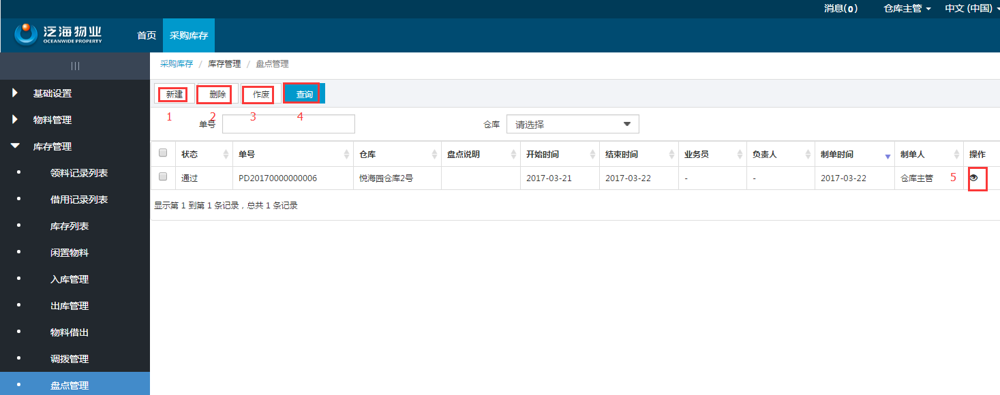 消息(0) 仓库主管 中文 (中国)
泛海物业
OCEANWIDE PROPERTY
首页 采购库存
采购库存 / 库存管理 / 盘点管理
基础设置
物料管理
库存管理
领料记录列表
借用记录列表
库存列表
闲置物料
入库管理
出库管理
物料借出
调拨管理
盘点管理
新建 删除 作废 查询
1 2 3 4
单号 仓库 请选择
状态 单号 仓库 盘点说明 开始时间 结束时间 业务员 负责人 制单时间 制单人 操作
通过 PD20170000000006 悦海园仓库2号 2017-03-21 2017-03-22 - - 2017-03-22 仓库主管 5
显示第 1 到第 1 条记录，总共 1 条记录